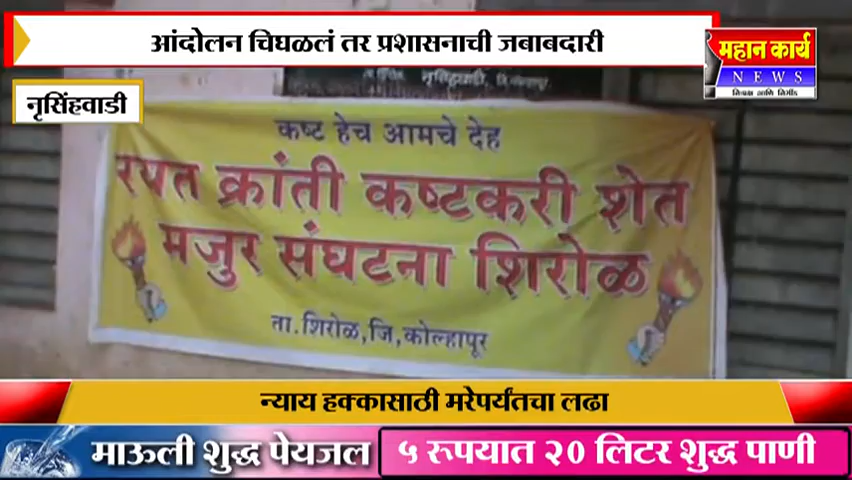 आंदोलन चिघळलं तर प्रशासनाची जबाबदारी
महान कार्य
NEWS
नृसिंहवाडी
नृसिंहवाडी,
कष्ट हेच आमचे देह
रयत क्रांती कष्टकरी शेत
मजुर संघटना शिरोळ
ता.शिरोळ,जि,कोल्हापूर
न्याय हक्कासाठी मरेपर्यंतचा लढा
माऊली शुद्ध पेयजल
५ रूपयात २० लिटर शुद्ध पाणी